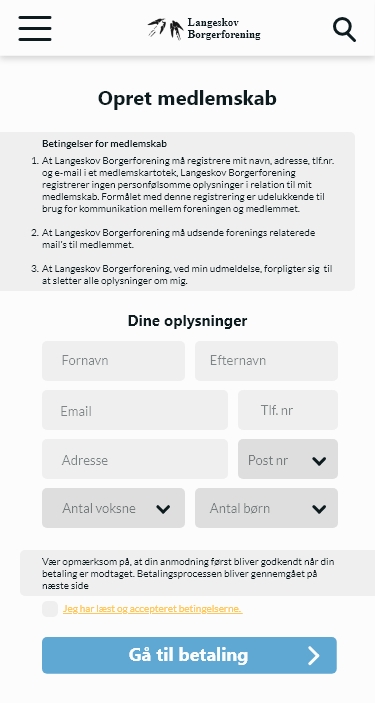 Langeskov
Borgerforening
Opret medlemskab
Betingelser for medlemskab
1. At Langeskov Borgerforening må registrere mit navn, adresse, tlf.nr.
og e-mail i et medlemskartotek, Langeskov Borgerforening
registrerer ingen personfølsomme oplysninger i relation til mit
medlemskab. Formålet med denne registrering er udelukkende til
brug for kommunikation mellem foreningen og medlemmet.
2. At Langeskov Borgerforening må udsende forenings relaterede
mail's til medlemmet.
3. At Langeskov Borgerforening, ved min udmeldelse, forpligter sig til
at sletter alle oplysninger om mig.
Dine oplysninger
Fornavn Efternavn
Email Tlf. nr
Adresse Post nr
Antal voksne Antal børn
Vær opmærksom på, at din anmodning først bliver godkendt når din
betaling er modtaget. Betalingsprocessen bliver gennemgået på
næste side
Jeg har læst og accepteret betingelserne.
Gå til betaling